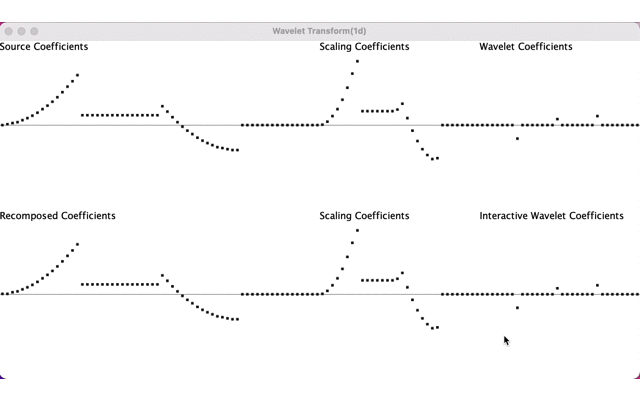 Wavelet Transform(1d)
Source Coefficients
Scaling Coefficients
Wavelet Coefficients
Recomposed Coefficients
Scaling Coefficients
Interactive Wavelet Coefficients